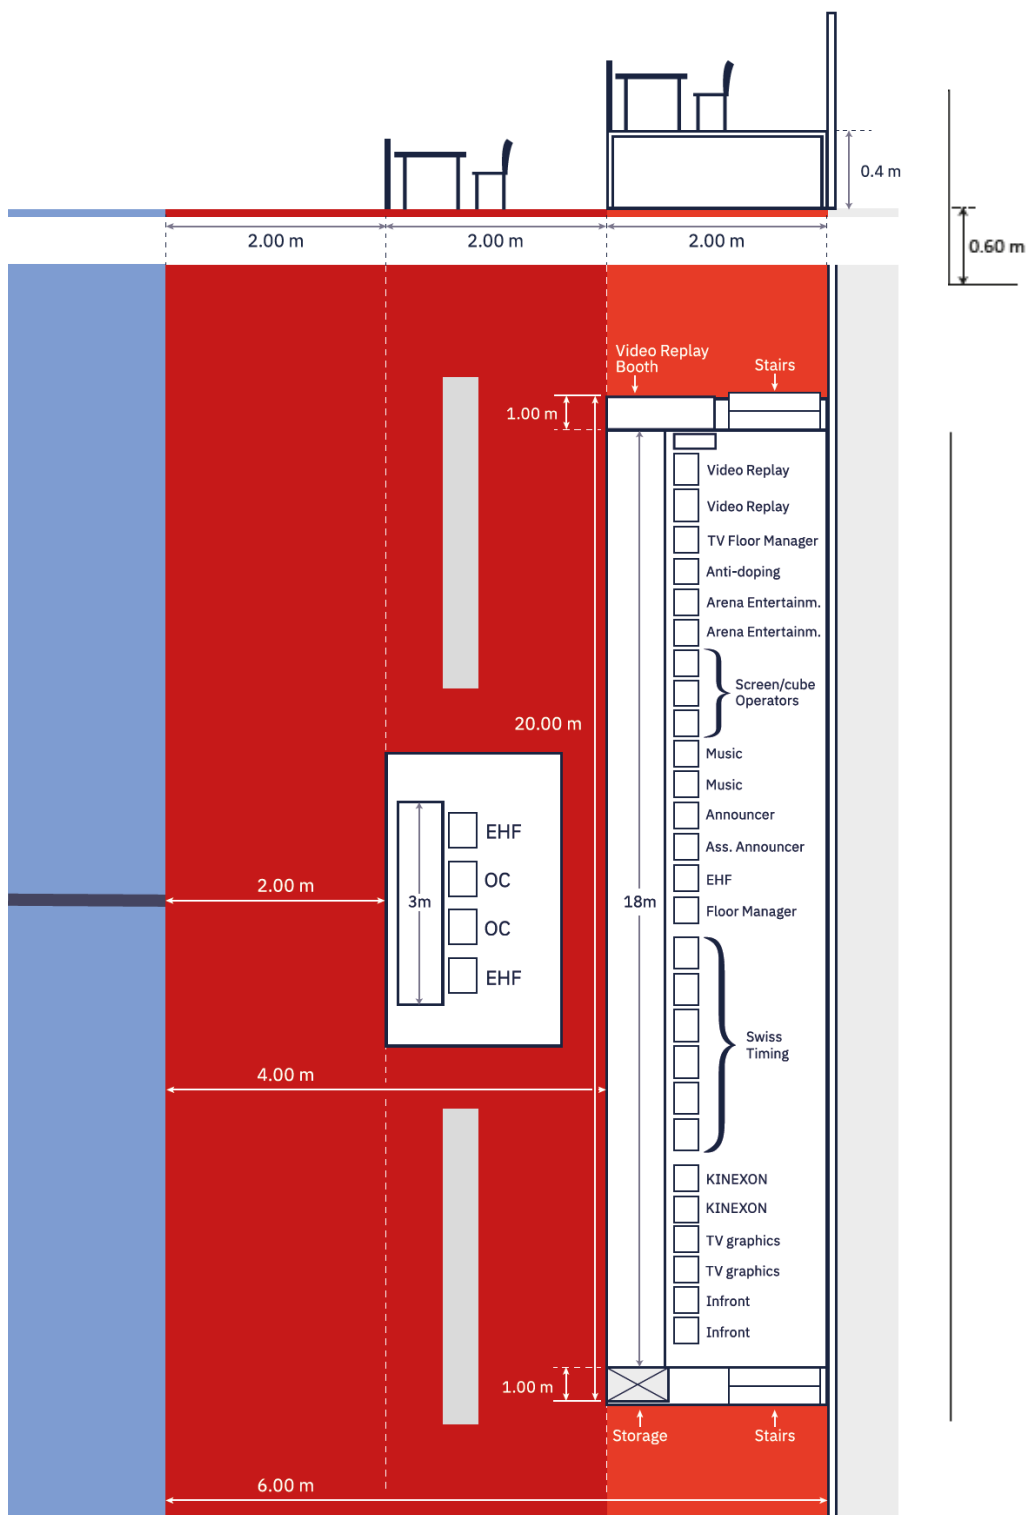 0.4 m
2.00 m
2.00 m
2.00 m
0.60 m
Video Replay
Booth
Stairs
1.00 m
Video Replay
Video Replay
TV Floor Manager
Anti-doping
Arena Entertainm.
Arena Entertainm.
Screen/cube
Operators
20.00 m
Music
Music
Announcer
Ass. Announcer
EHF
Floor Manager
EHF
OC
OC
EHF
2.00 m
3m
18m
Swiss
Timing
4.00 m
KINEXON
KINEXON
TV graphics
TV graphics
Infront
Infront
1.00 m
Storage
Stairs
6.00 m